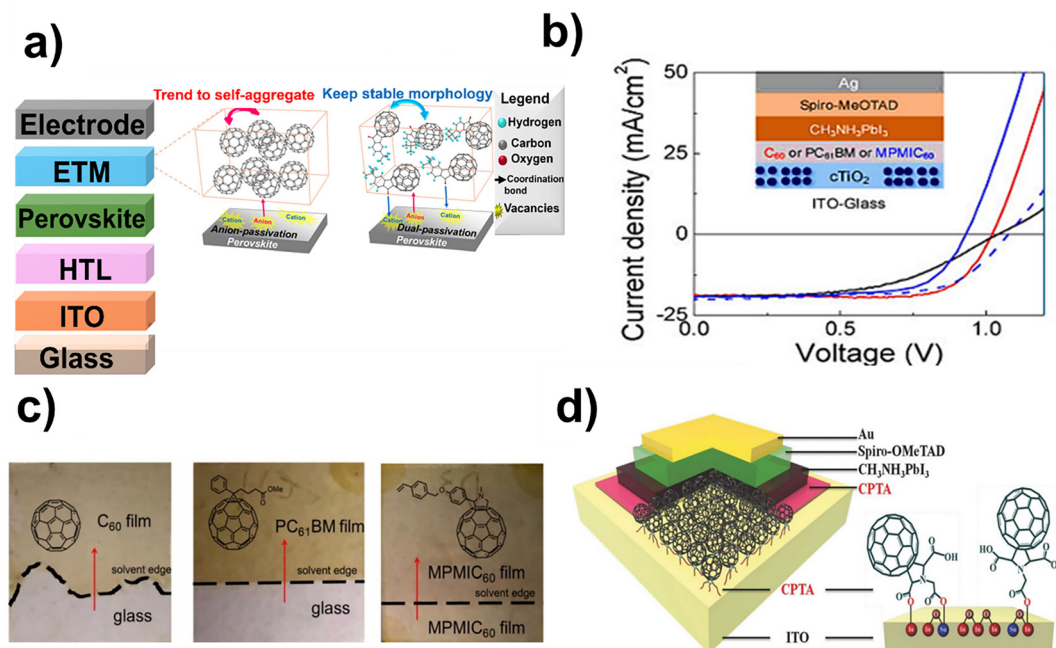 a)
Electrode
ETM
Perovskite
HTL
ITO
Glass
Trend to self-aggregate
Keep stable morphology
Cation
Anion
Cation
Anion-passivation
Perovskite
Cation
Anion
Cation
Dual-passivation
Perovskite
Legend
Hydrogen
Carbon
Oxygen
Coordination
bond
Vacancies
b)
Current density (mA/cm²)
50
25
0
-25
0.0
0.5
1.0
Voltage (V)
Ag
Spiro-MeOTAD
CH₃NH₃PbI₃
C₆₀ or PC₆₁BM or MPMIC₆₀
cTiO₂
ITO-Glass
c)
C₆₀ film
solvent edge
glass
OMe
O
PC₆₁BM film
solvent edge
glass
O
N
MPMIC₆₀ film
solvent edge
MPMIC₆₀ film
d)
Au
Spiro-OMeTAD
CH₃NH₃PbI₃
CPTA
CPTA
ITO